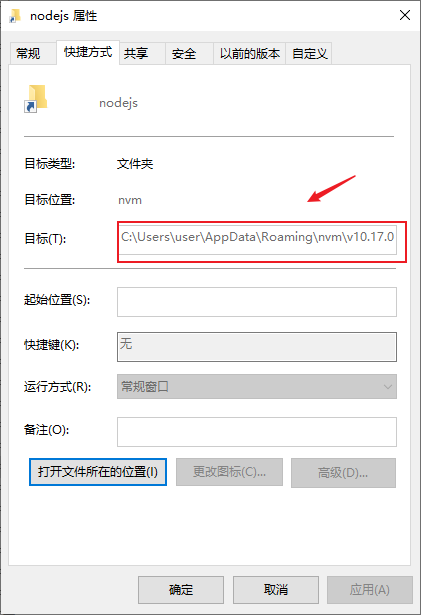 nodejs 属性
常规 快捷方式 共享 安全 以前的版本 自定义
nodejs
目标类型: 文件夹
目标位置: nvm
目标(T): C:\Users\user\AppData\Roaming\nvm\v10.17.0
起始位置(S):
快捷键(K): 无
运行方式(R): 常规窗口
备注(O):
打开文件所在的位置(I) 更改图标(C)... 高级(D)...
确定 取消 应用(A)